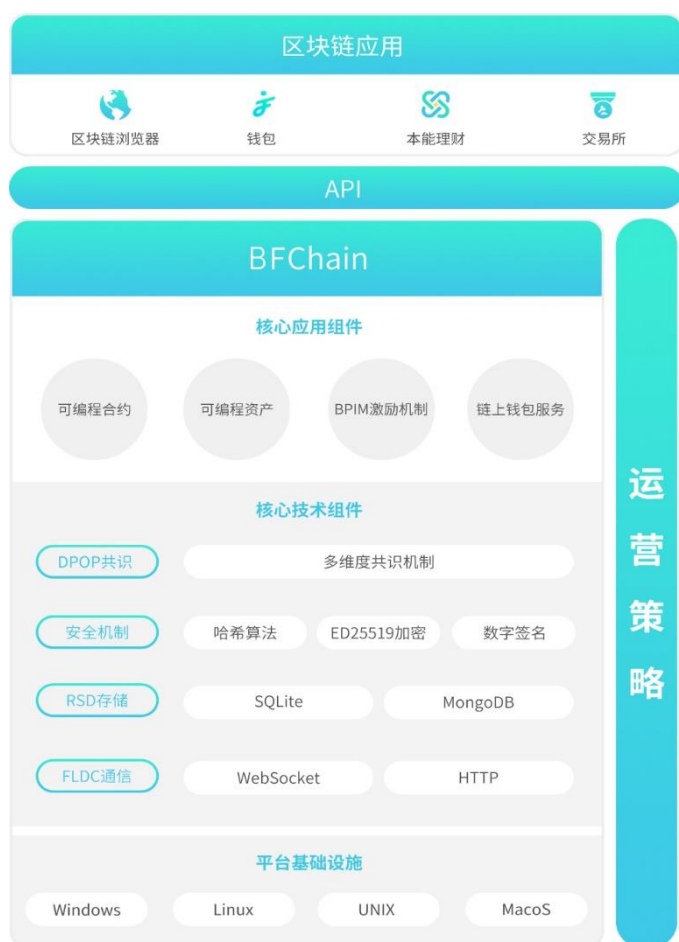 区块链应用
区块链浏览器 钱包 本能理财 交易所
API
BFChain
核心应用组件
可编程合约 可编程资产 BPIM激励机制 链上钱包服务
核心技术组件
DPOP共识 多维度共识机制
安全机制 哈希算法 ED25519加密 数字签名
RSD存储 SQLite MongoDB
FLDC通信 WebSocket HTTP
平台基础设施
Windows Linux UNIX MacoS
运营策略